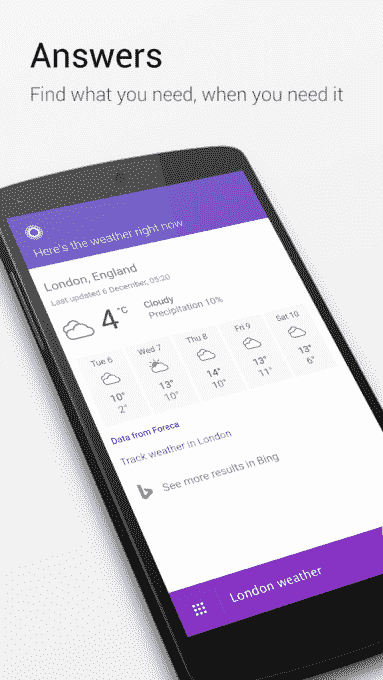 Answers
Find what you need, when you need it
Here's the weather right now
London, England
Last updated 6 December, 05:20
4°C
Cloudy
Precipitation 10%
Tue 6 Wed 7 Thu 8 Fri 9 Sat 10
10° 13° 14° 13° 13°
2° 10° 10° 11° 6°
Data from Foreca
Track weather in London
See more results in Bing
London weather